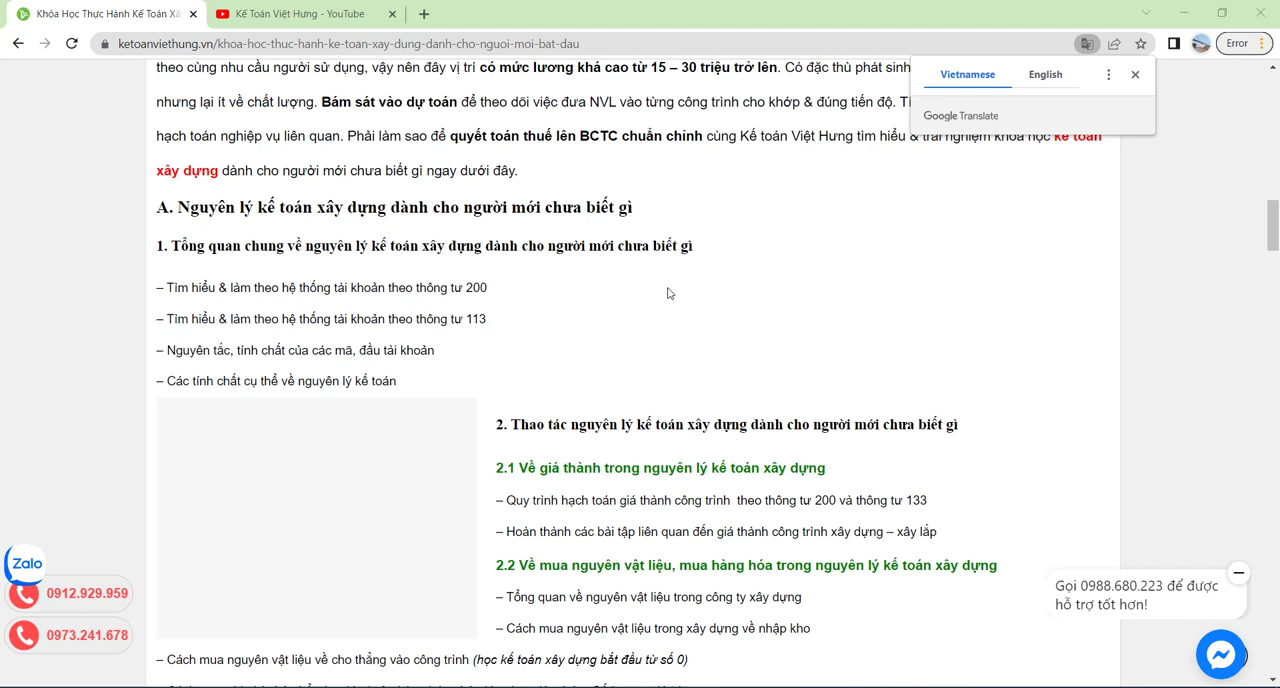 Khóa Học Thực Hành Kế Toán Xâ
Kế Toán Việt Hưng - YouTube
ketoanviethung.vn/khoa-hoc-thuc-hanh-ke-toan-xay-dung-danh-cho-nguoi-moi-bat-dau
Error
Vietnamese
English
Google Translate
theo cùng nhu cầu người sử dụng, vậy nên đây vị trí có mức lương khá cao từ 15 – 30 triệu trở lên. Có đặc thù phát sinh
nhưng lại ít về chất lượng. Bám sát vào dự toán để theo dõi việc đưa NVL vào từng công trình cho khớp & đúng tiến độ.
hạch toán nghiệp vụ liên quan. Phải làm sao để quyết toán thuế lên BCTC chuẩn chỉnh cùng Kế toán Việt Hưng tìm hiểu & trải nghiệm khóa học kế toán
xây dựng dành cho người mới chưa biết gì ngay dưới đây.
A. Nguyên lý kế toán xây dựng dành cho người mới chưa biết gì
1. Tổng quan chung về nguyên lý kế toán xây dựng dành cho người mới chưa biết gì
– Tìm hiểu & làm theo hệ thống tài khoản theo thông tư 200
– Tìm hiểu & làm theo hệ thống tài khoản theo thông tư 113
– Nguyên tắc, tính chất của các mã, đầu tài khoản
– Các tính chất cụ thể về nguyên lý kế toán
2. Thao tác nguyên lý kế toán xây dựng dành cho người mới chưa biết gì
2.1 Về giá thành trong nguyên lý kế toán xây dựng
– Quy trình hạch toán giá thành công trình theo thông tư 200 và thông tư 133
– Hoàn thành các bài tập liên quan đến giá thành công trình xây dựng – xây lắp
2.2 Về mua nguyên vật liệu, mua hàng hóa trong nguyên lý kế toán xây dựng
– Tổng quan về nguyên vật liệu trong công ty xây dựng
– Cách mua nguyên vật liệu trong xây dựng về nhập kho
– Cách mua nguyên vật liệu về cho thẳng vào công trình (học kế toán xây dựng bắt đầu từ số 0)
Zalo
0912.929.959
0973.241.678
Gọi 0988.680.223 để được
hỗ trợ tốt hơn!